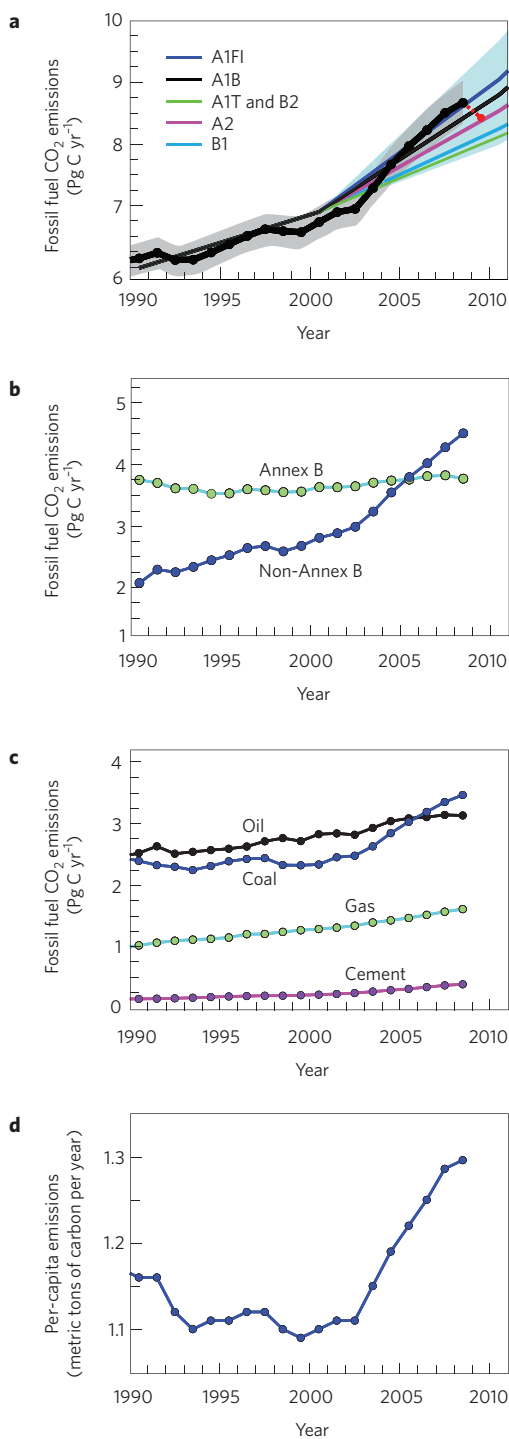 a
Fossil fuel CO₂ emissions
(Pg C yr⁻¹)
10
9
8
7
6
A1FI
A1B
A1T and B2
A2
B1
1990 1995 2000 2005 2010
Year
b
Fossil fuel CO₂ emissions
(Pg C yr⁻¹)
5
4
3
2
1
Annex B
Non-Annex B
1990 1995 2000 2005 2010
Year
c
Fossil fuel CO₂ emissions
(Pg C yr⁻¹)
4
3
2
1
0
Oil
Coal
Gas
Cement
1990 1995 2000 2005 2010
Year
d
Per-capita emissions
(metric tons of carbon per year)
1.3
1.2
1.1
1990 1995 2000 2005 2010
Year